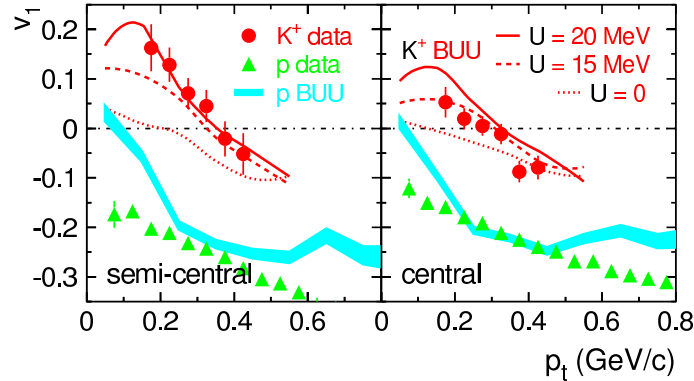 v₁
0.2
0.1
0
-0.1
-0.2
-0.3
K⁺ data
p data
p BUU
semi-central
K⁺ BUU
U = 20 MeV
U = 15 MeV
U = 0
central
0 0.2 0.4 0.6 0 0.2 0.4 0.6 0.8
pₜ (GeV/c)